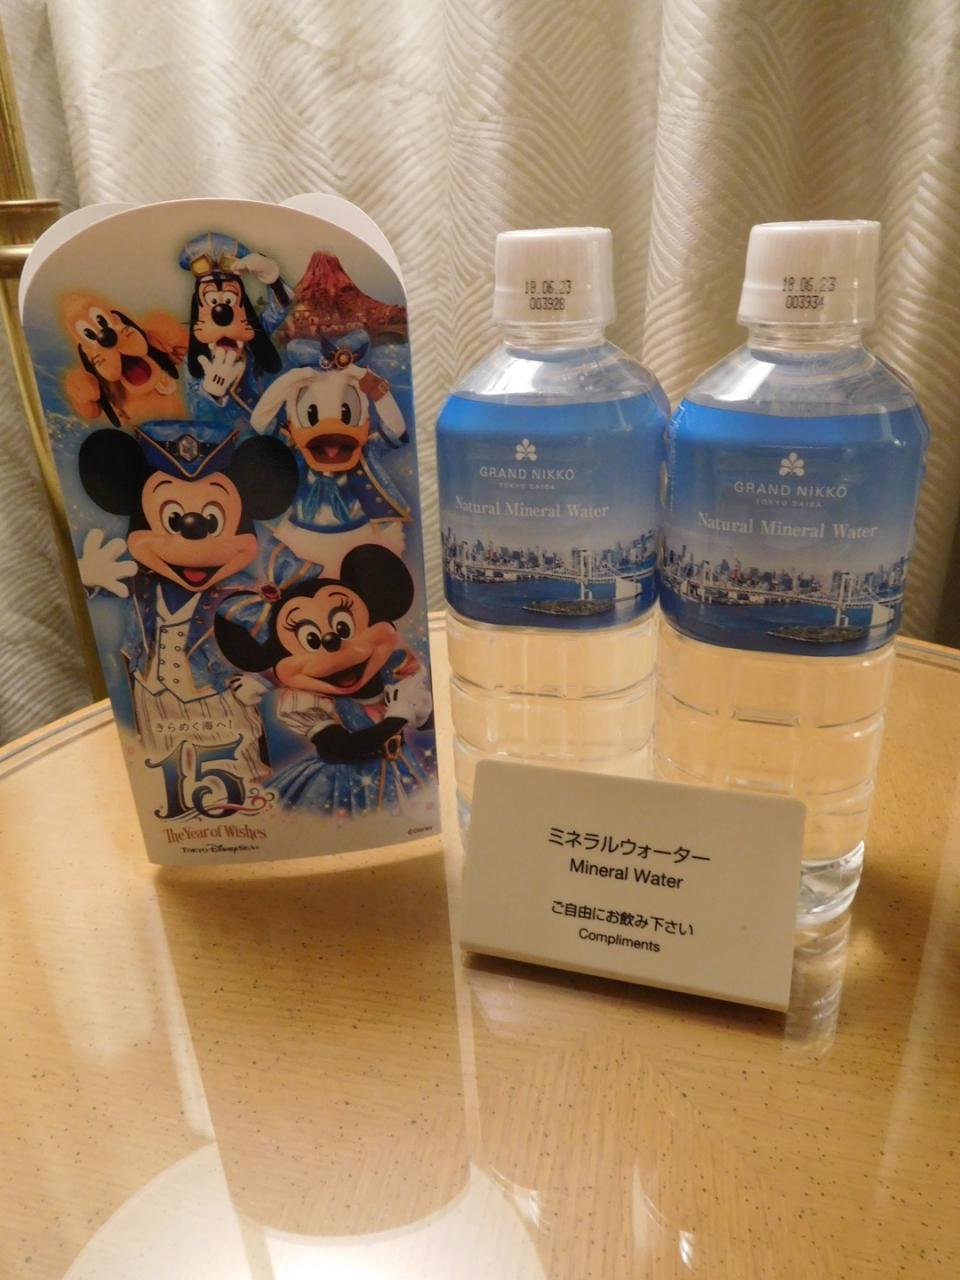 きらめく海へ!
15
The Year of Wishes
TOKYO DisneySEA
©Disney
18.06.23
003928
GRAND NIKKO
TOKYO DAIBA
Natural Mineral Water
18.06.23
003934
GRAND NIKKO
TOKYO DAIBA
Natural Mineral Water
ミネラルウォーター
Mineral Water
ご自由にお飲み下さい
Compliments